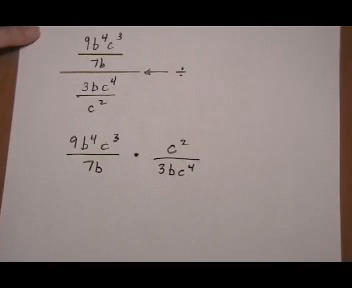 9b⁴c³
7b
← ÷
3bc⁴
c²
9b⁴c³ · c²
7b 3bc⁴